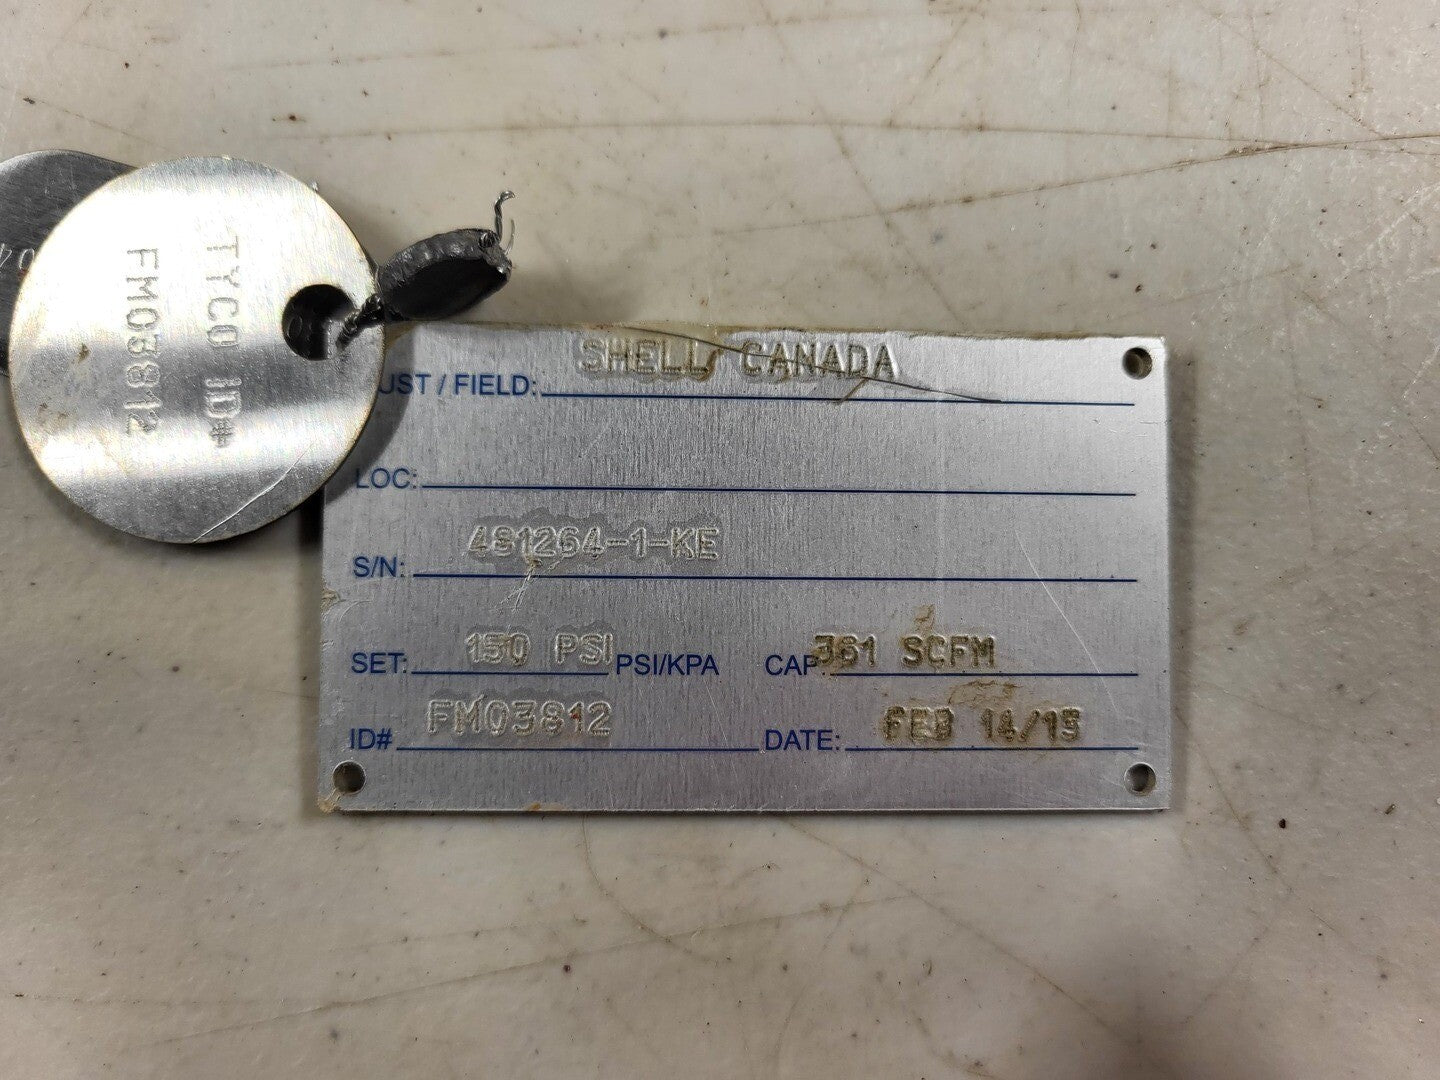 TYCO ID#
FM03812
04
UST / FIELD: SHELL CANADA
LOC:
S/N: 481264-1-KE
SET: 150 PSI PSI/KPA CAP: 361 SCFM
ID# FM03812 DATE: FEB 14/15